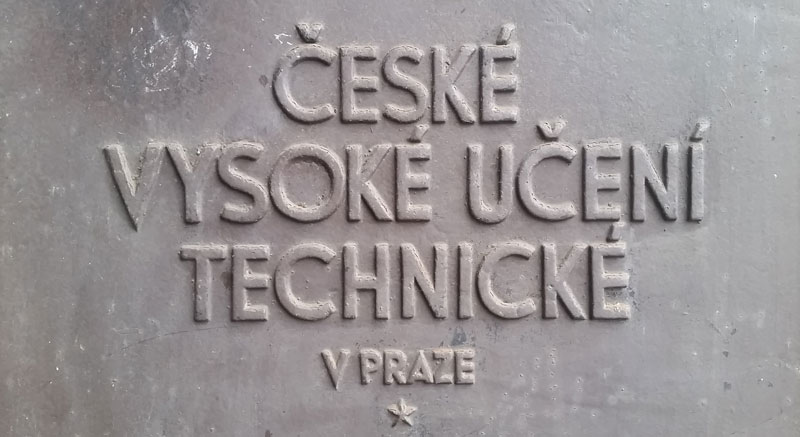 ČESKÉ
VYSOKÉ UČENÍ
TECHNICKÉ
V PRAZE